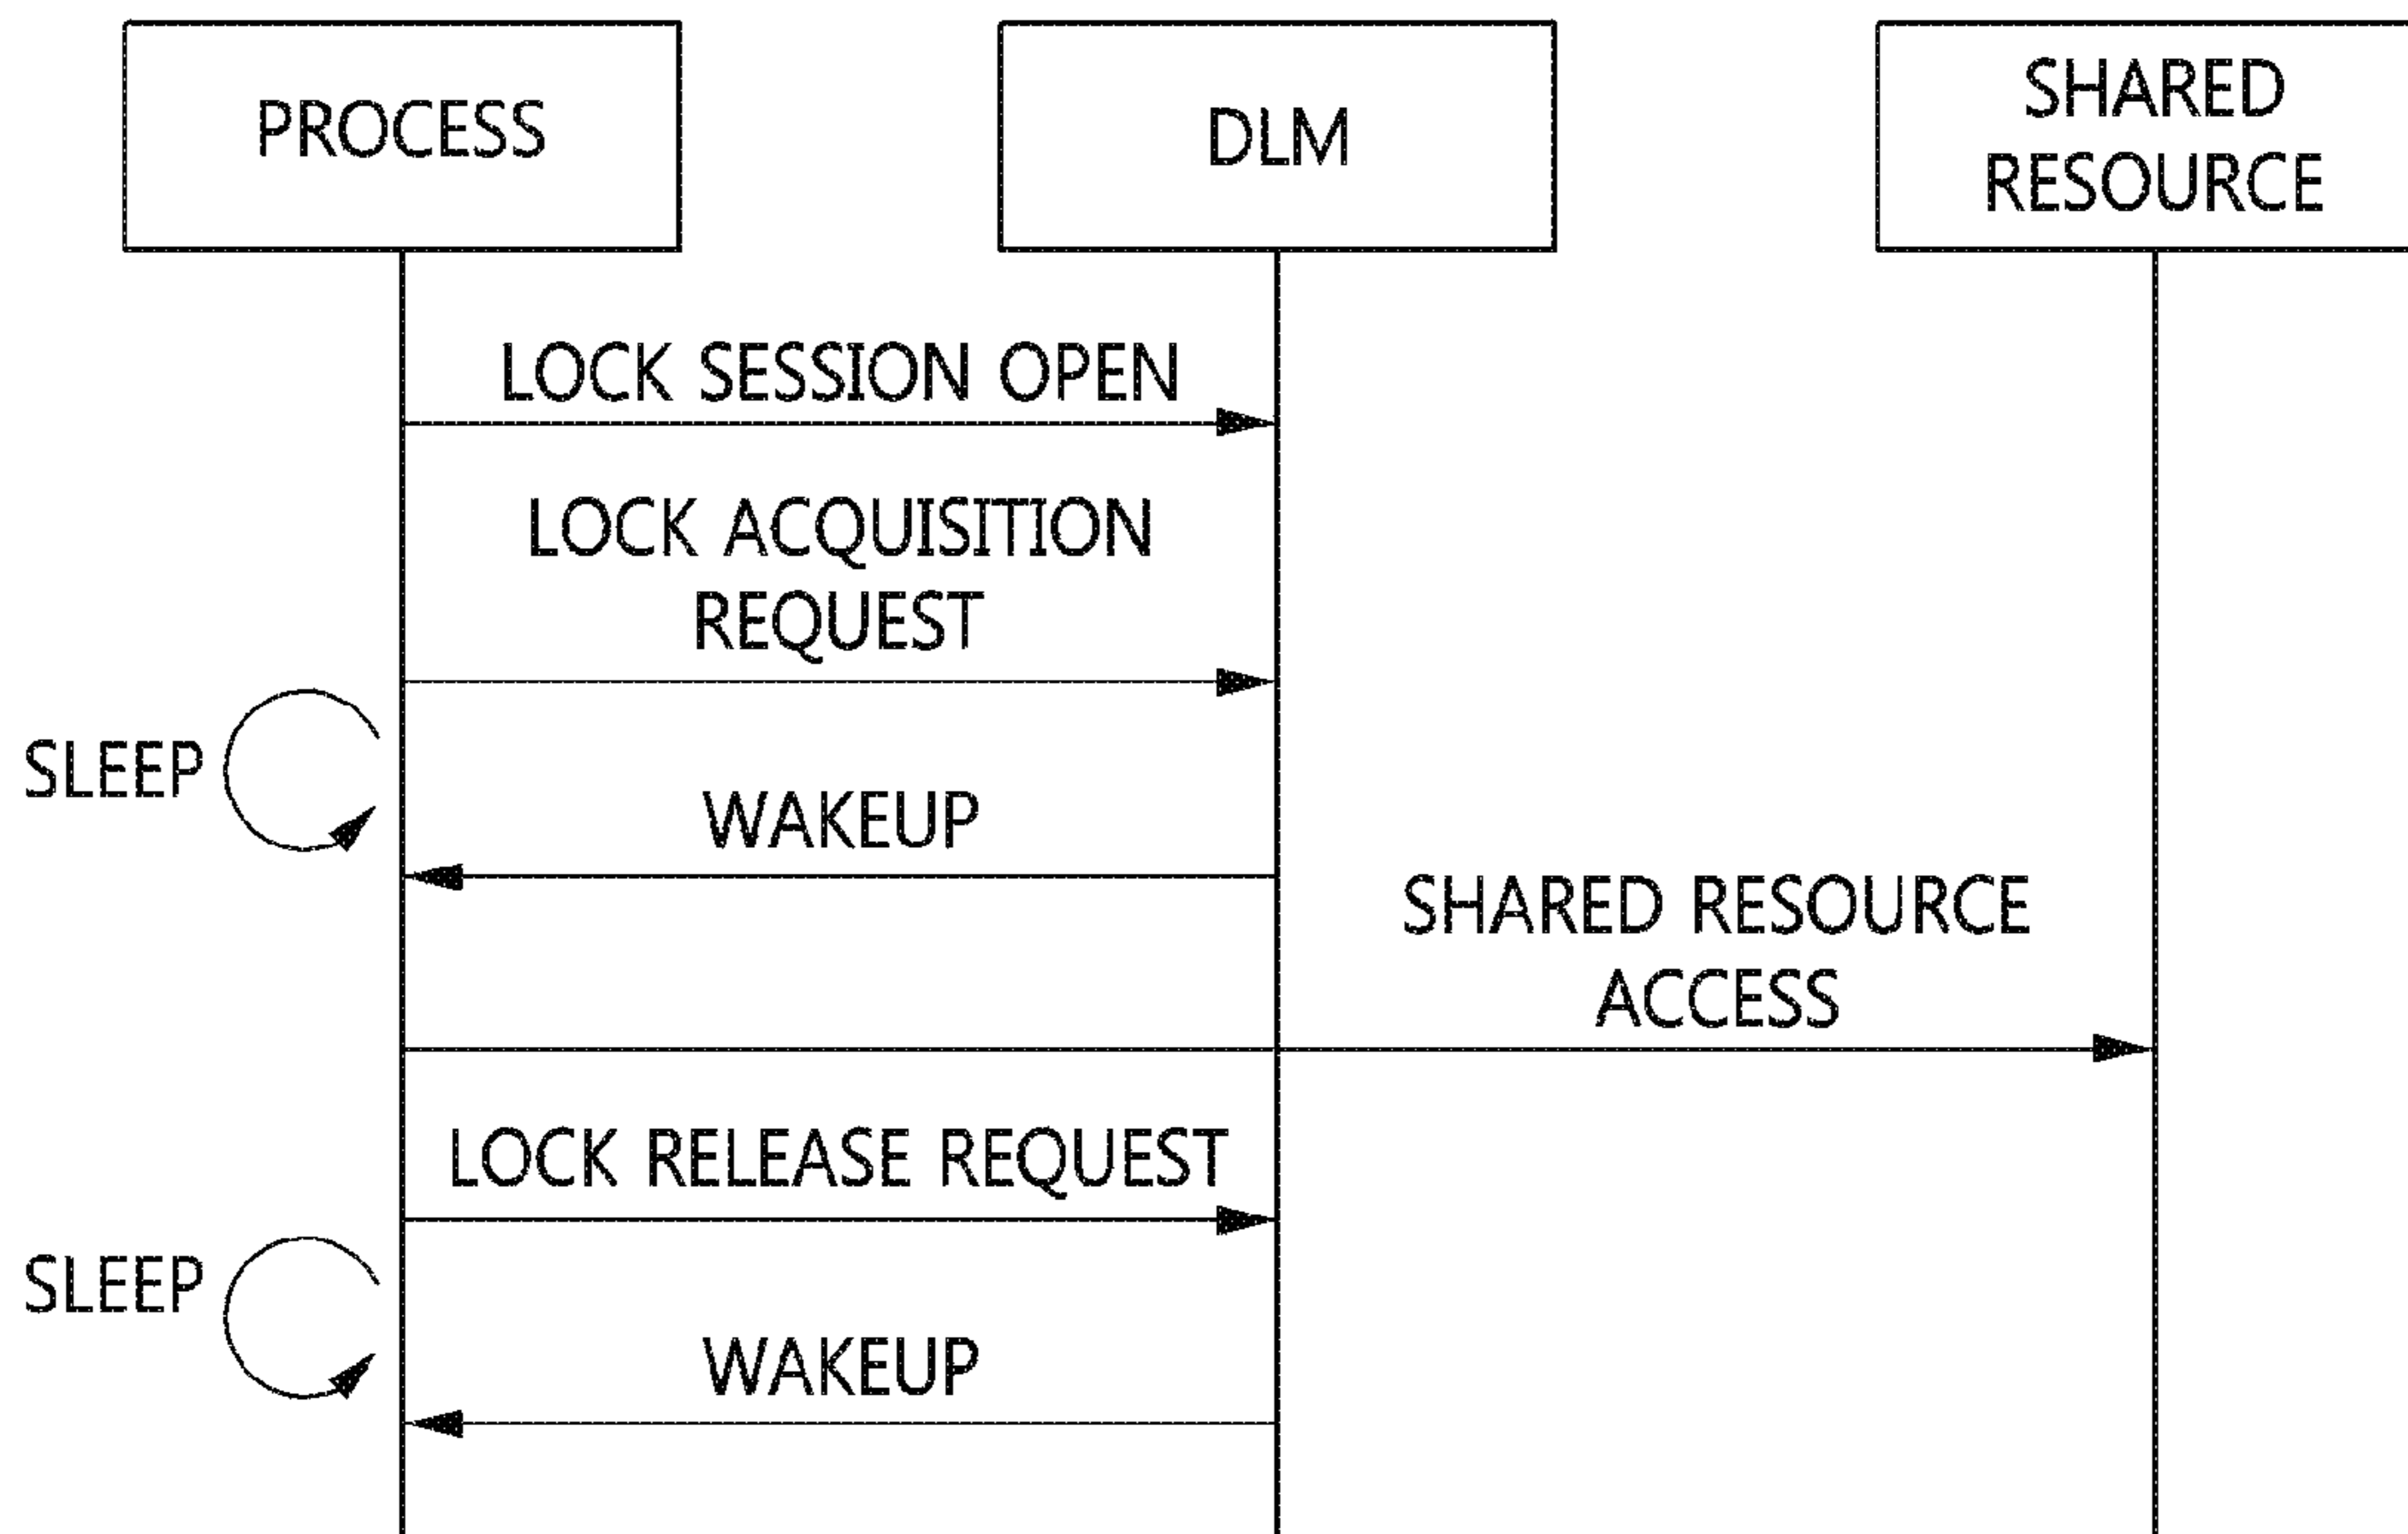 PROCESS
DLM
SHARED
RESOURCE
LOCK SESSION OPEN
LOCK ACQUISITION
REQUEST
SLEEP
WAKEUP
SHARED RESOURCE
ACCESS
LOCK RELEASE REQUEST
SLEEP
WAKEUP